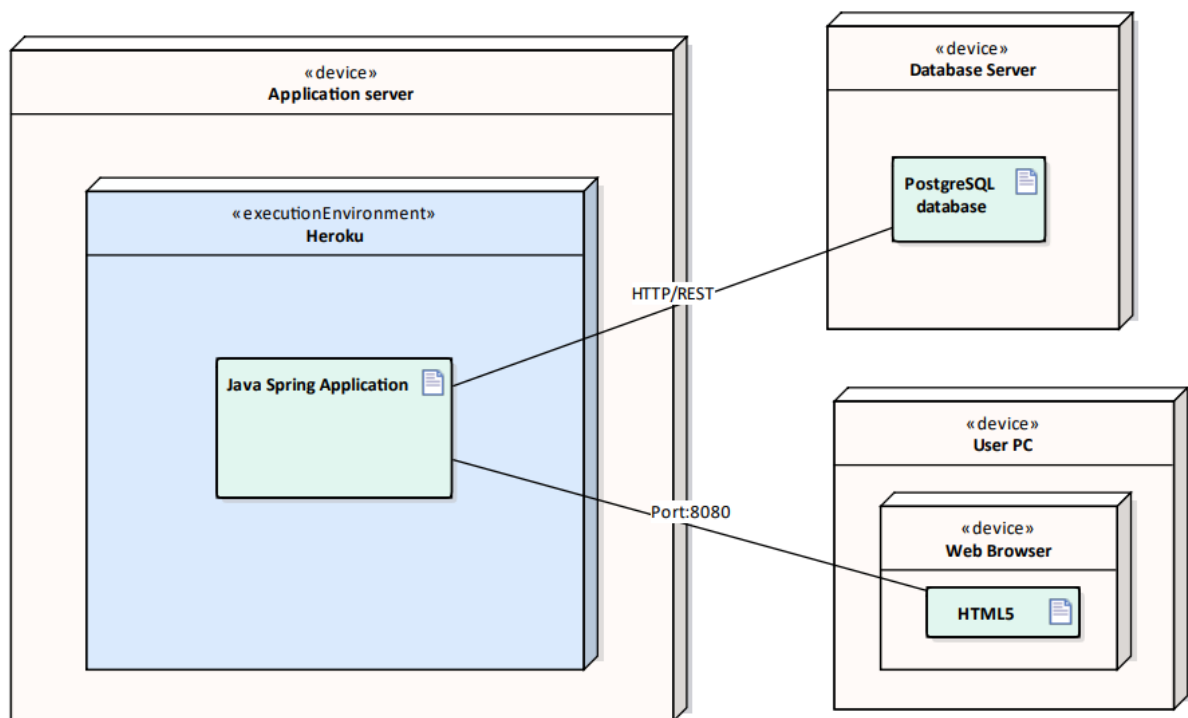 «device»
Application server
«executionEnvironment»
Heroku
Java Spring Application
HTTP/REST
Port:8080
«device»
Database Server
PostgreSQL
database
«device»
User PC
«device»
Web Browser
HTML5